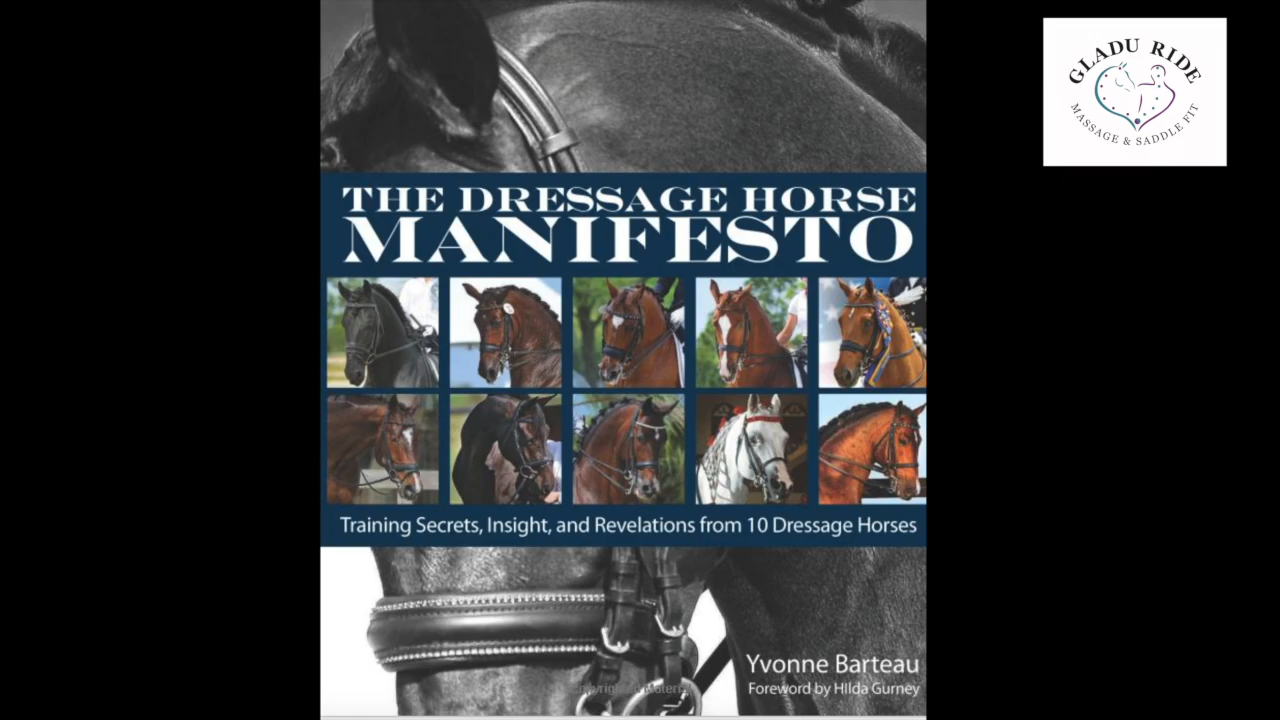 THE DRESSAGE HORSE
MANIFESTO
Training Secrets, Insight, and Revelations from 10 Dressage Horses
Yvonne Barteau
Foreword by HIlda Gurney
GLADU RIDE
MASSAGE & SADDLE FIT